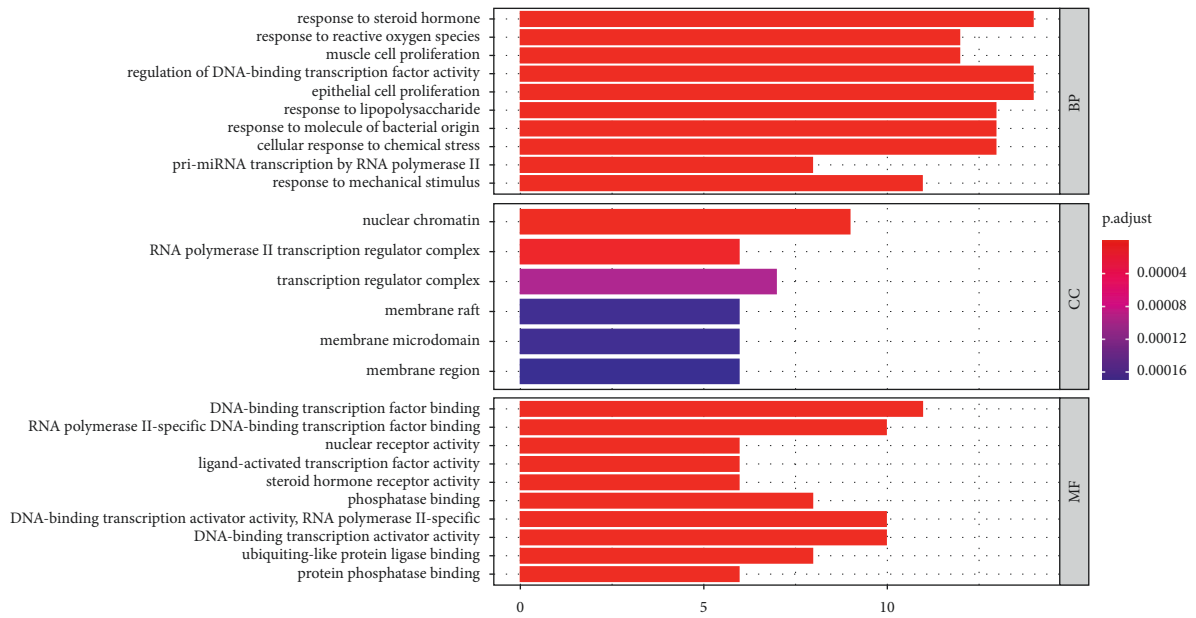 response to steroid hormone
response to reactive oxygen species
muscle cell proliferation
regulation of DNA-binding transcription factor activity
epithelial cell proliferation
response to lipopolysaccharide
response to molecule of bacterial origin
cellular response to chemical stress
pri-miRNA transcription by RNA polymerase II
response to mechanical stimulus
BP
nuclear chromatin
RNA polymerase II transcription regulator complex
transcription regulator complex
membrane raft
membrane microdomain
membrane region
CC
p.adjust
0.00004
0.00008
0.00012
0.00016
DNA-binding transcription factor binding
RNA polymerase II-specific DNA-binding transcription factor binding
nuclear receptor activity
ligand-activated transcription factor activity
steroid hormone receptor activity
phosphatase binding
DNA-binding transcription activator activity, RNA polymerase II-specific
DNA-binding transcription activator activity
ubiquiting-like protein ligase binding
protein phosphatase binding
MF
0 5 10